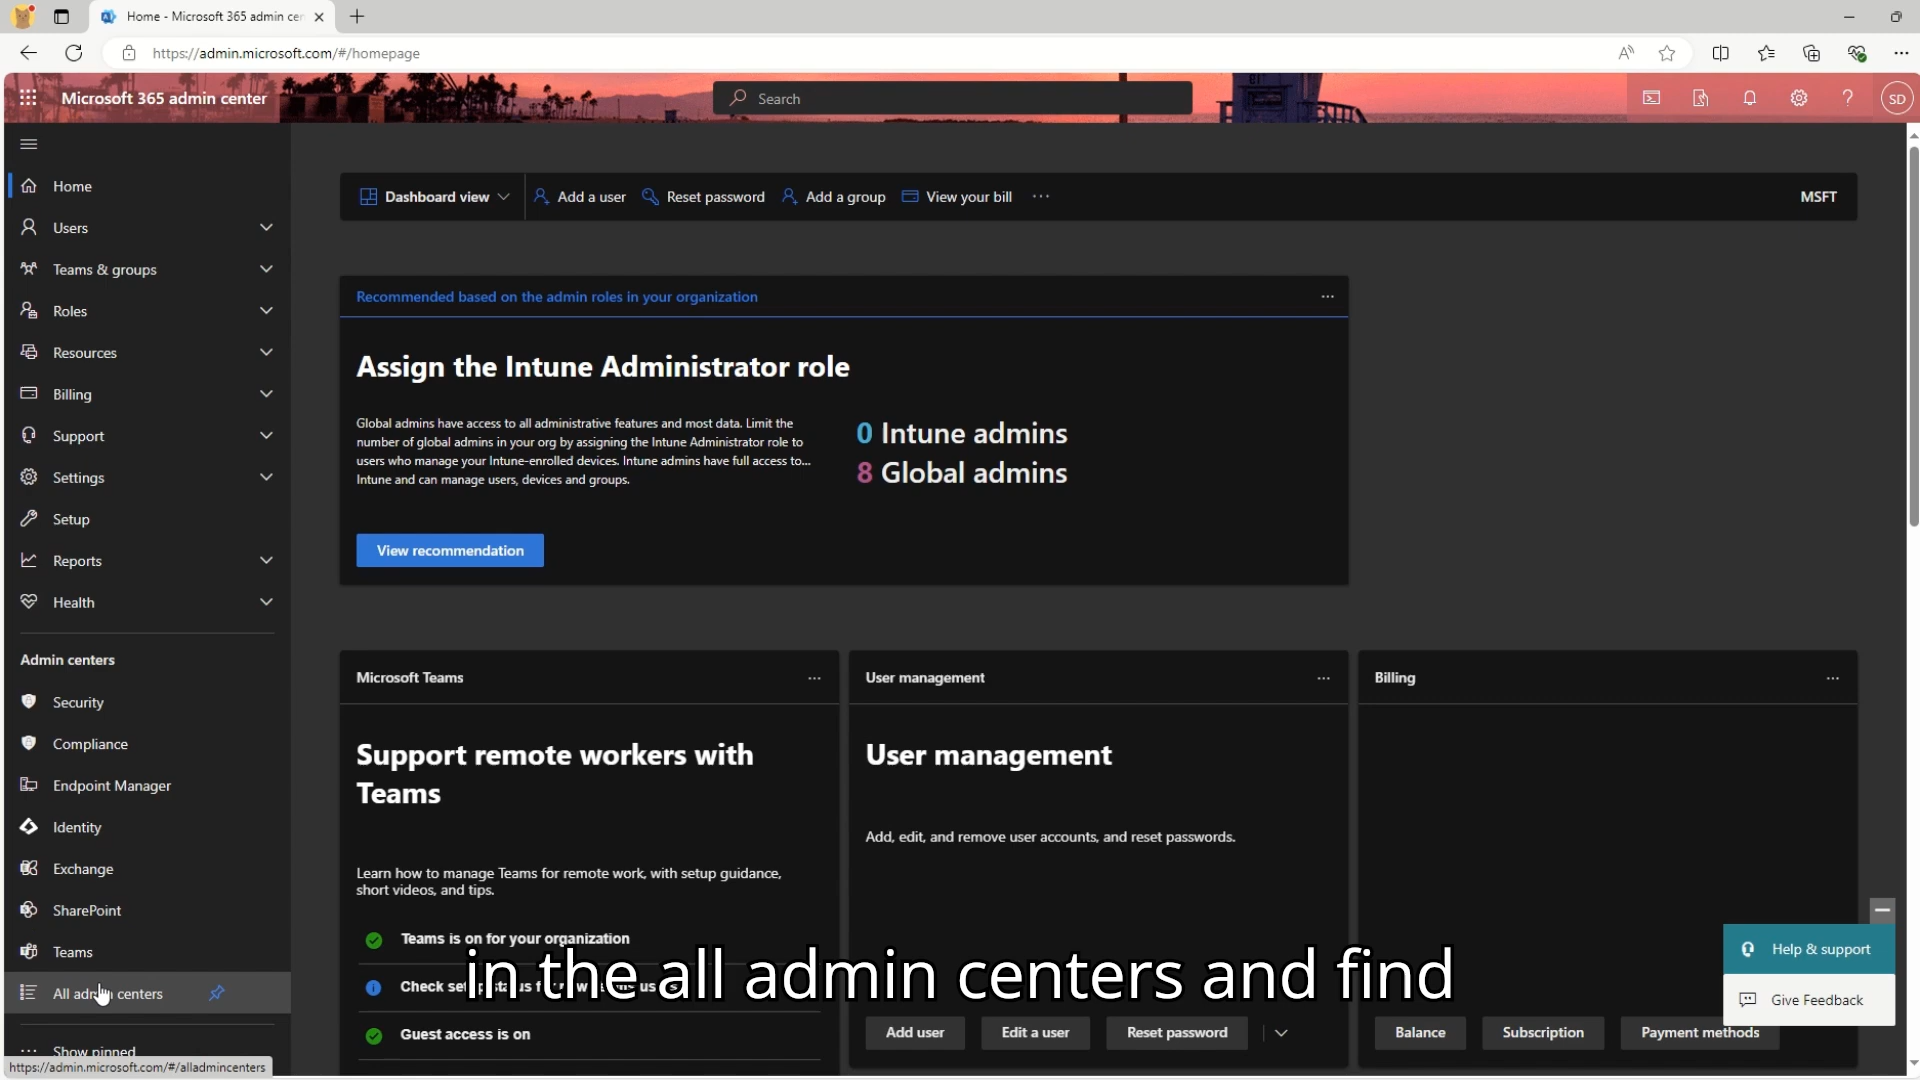 Home - Microsoft 365 admin cen
https://admin.microsoft.com/#/homepage
Microsoft 365 admin center
Search
SD
Home
Users
Teams & groups
Roles
Resources
Billing
Support
Settings
Setup
Reports
Health
Admin centers
Security
Compliance
Endpoint Manager
Identity
Exchange
SharePoint
Teams
All admin centers
Show pinned
https://admin.microsoft.com/#/alladmincenters
Dashboard view
Add a user
Reset password
Add a group
View your bill
MSFT
Recommended based on the admin roles in your organization
Assign the Intune Administrator role
Global admins have access to all administrative features and most data. Limit the
number of global admins in your org by assigning the Intune Administrator role to
users who manage your Intune-enrolled devices. Intune admins have full access to...
Intune and can manage users, devices and groups.
0 Intune admins
8 Global admins
View recommendation
Microsoft Teams
Support remote workers with
Teams
Learn how to manage Teams for remote work, with setup guidance,
short videos, and tips.
Teams is on for your organization
Check setup status for new Teams users
Guest access is on
User management
User management
Add, edit, and remove user accounts, and reset passwords.
Add user
Edit a user
Reset password
Billing
Balance
Subscription
Payment methods
Help & support
Give Feedback
in the all admin centers and find